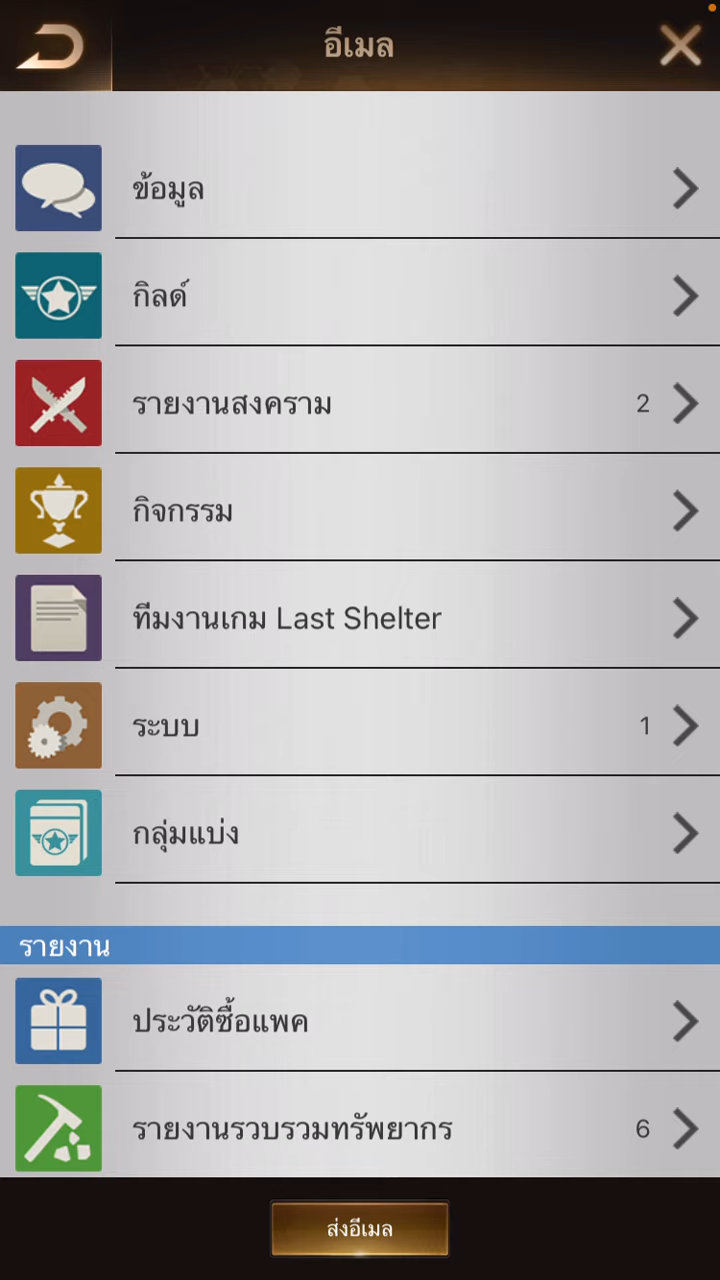 อีเมล
ข้อมูล
กิลด์
รายงานสงคราม 2
กิจกรรม
ทีมงานเกม Last Shelter
ระบบ 1
กลุ่มแบ่ง
รายงาน
ประวัติซื้อแพค
รายงานรวบรวมทรัพยากร 6
ส่งอีเมล